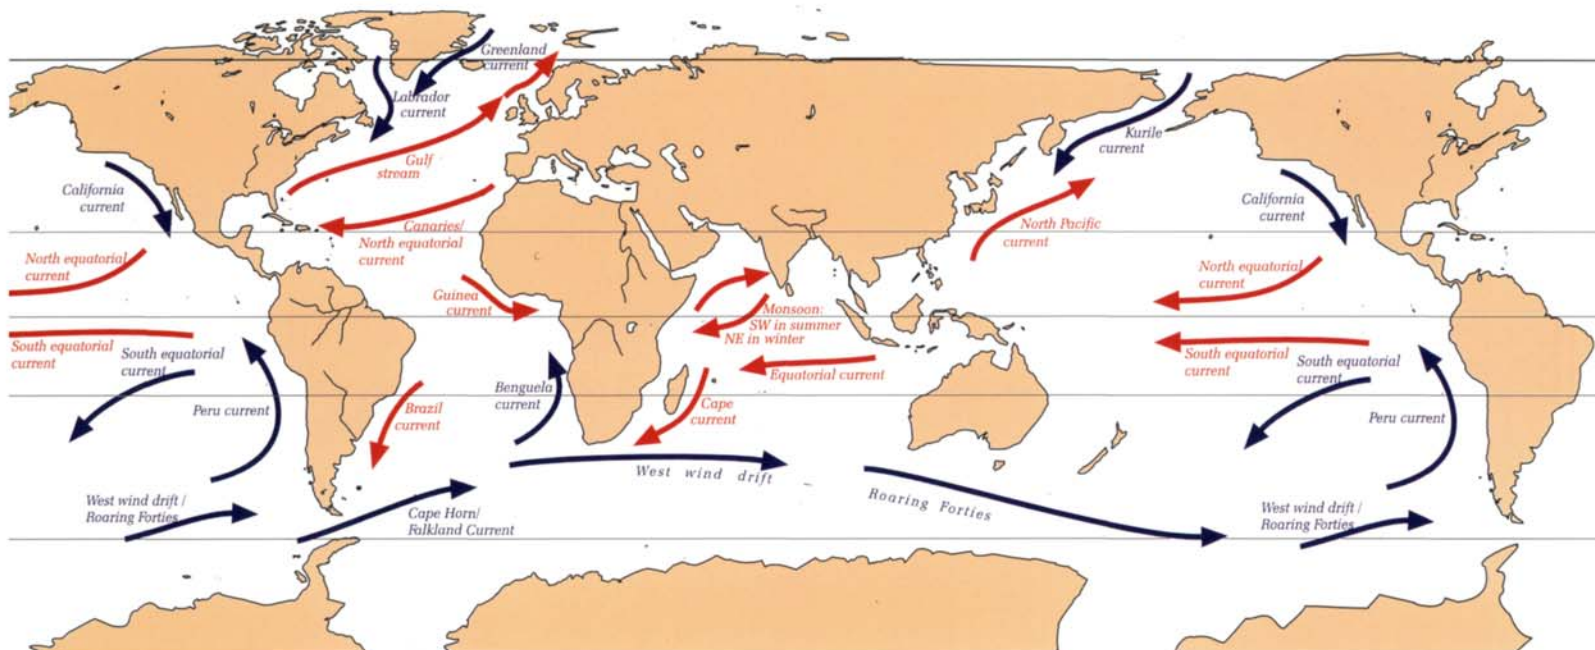 Greenland
current
Labrador
current
Kurile
current
Gulf
stream
California
current
California
current
Canaries/
North equatorial
current
North Pacific
current
North equatorial
current
North equatorial
current
Guinea
current
Monsoon:
SW in summer
NE in winter
South equatorial
current
South equatorial
current
South equatorial
current
South equatorial
current
Equatorial current
Peru current
Brazil
current
Benguela
current
Cape
current
Peru current
West wind drift
West wind drift /
Roaring Forties
Cape Horn/
Falkland Current
Roaring Forties
West wind drift /
Roaring Forties